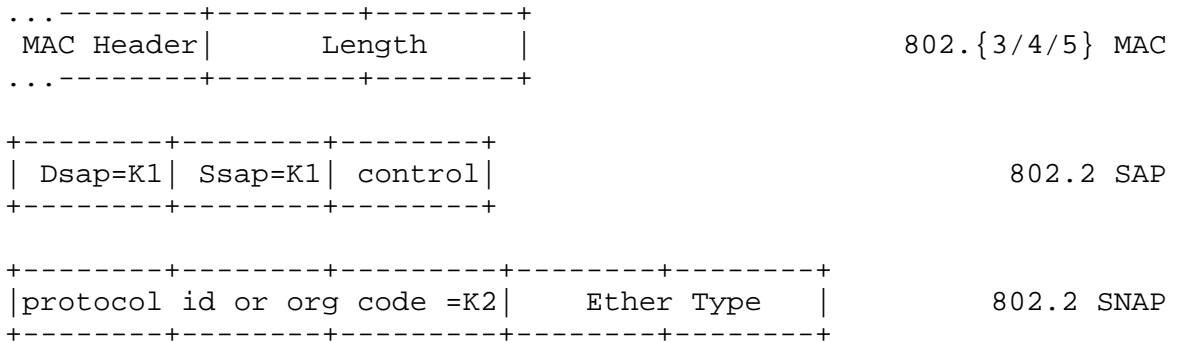 ...--------+--------+--------+
 MAC Header|      Length     |                      802.{3/4/5} MAC
...--------+--------+--------+

+--------+--------+--------+
| Dsap=K1| Ssap=K1| control|                            802.2 SAP
+--------+--------+--------+

+--------+--------+---------+--------+--------+
|protocol id or org code =K2|    Ether Type   |        802.2 SNAP
+--------+--------+---------+--------+--------+